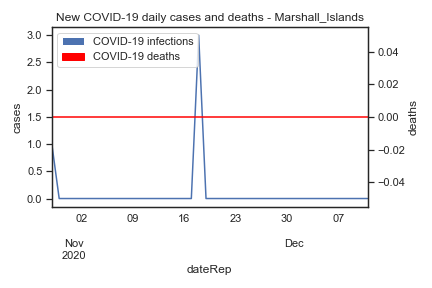 New COVID-19 daily cases and deaths - Marshall_Islands
COVID-19 infections
COVID-19 deaths
3.0
2.5
2.0
1.5
1.0
0.5
0.0
cases
0.04
0.02
0.00
−0.02
−0.04
deaths
02 09 16 23 30 07
Nov Dec
2020
dateRep